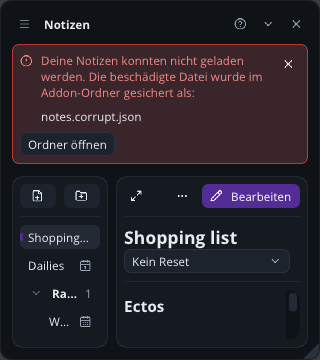 Notizen
Deine Notizen konnten nicht geladen
werden. Die beschädigte Datei wurde im
Addon-Ordner gesichert als:
notes.corrupt.json
Ordner öffnen
Bearbeiten
Shopping...
Dailies
Ra... 1
W...
Shopping list
Kein Reset
Ectos